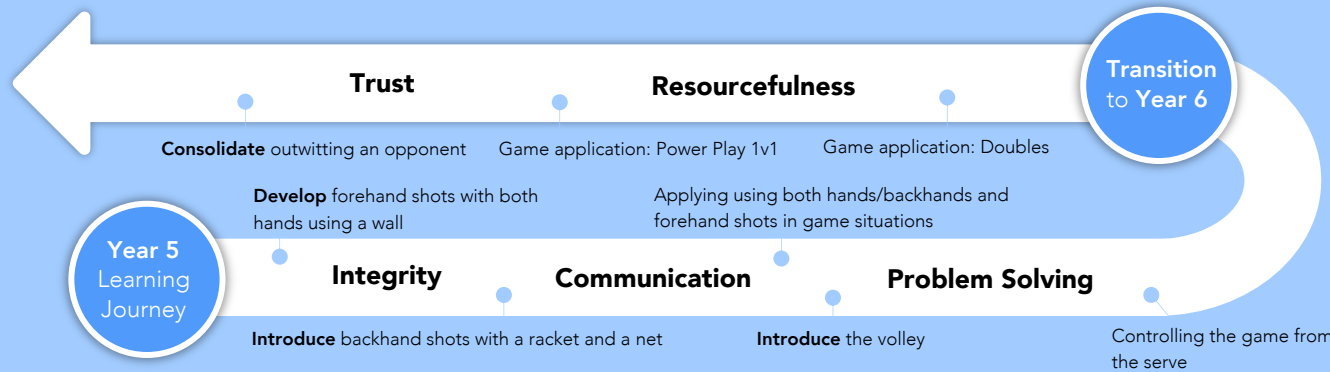 Trust
Resourcefulness
Transition
to Year 6
Consolidate outwitting an opponent
Game application: Power Play 1v1
Game application: Doubles
Develop forehand shots with both
hands using a wall
Applying using both hands/backhands and
forehand shots in game situations
Year 5
Learning
Journey
Integrity
Communication
Problem Solving
Introduce backhand shots with a racket and a net
Introduce the volley
Controlling the game from
the serve